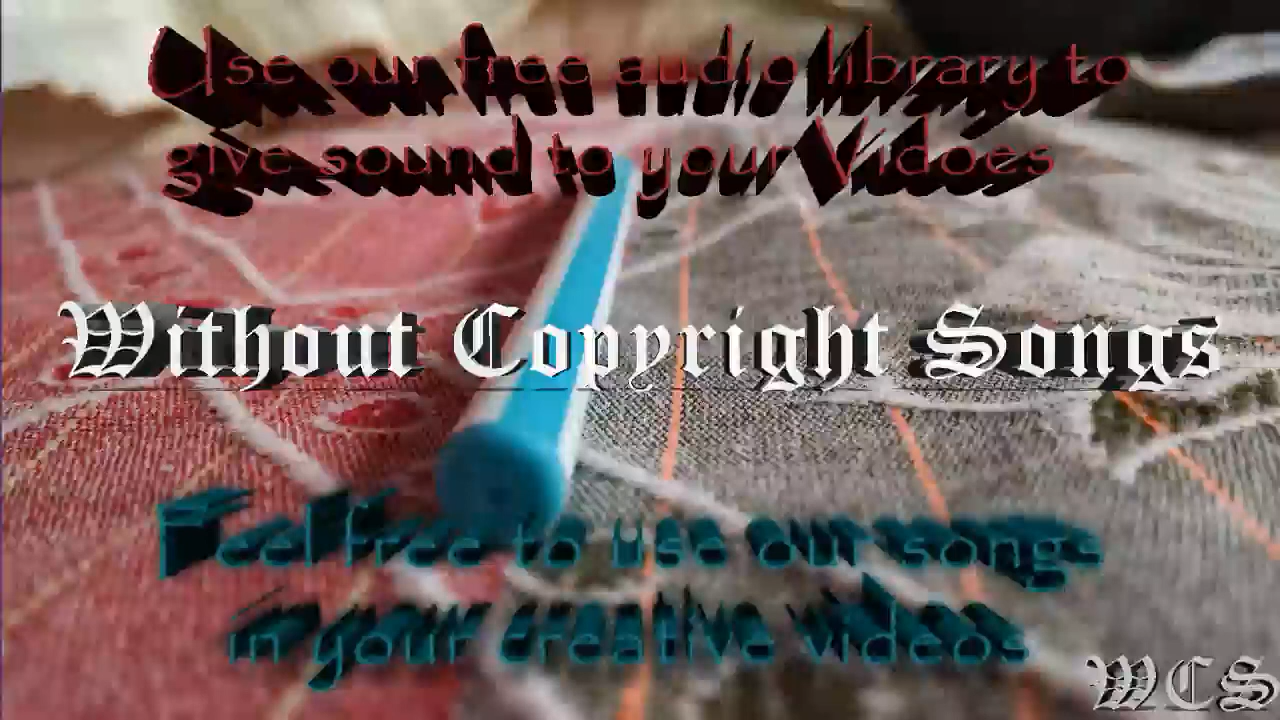 Use our free audio library to
give sound to your Vidoes
Without Copyright Songs
Feel free to use our songs
in your creative videos
WCS